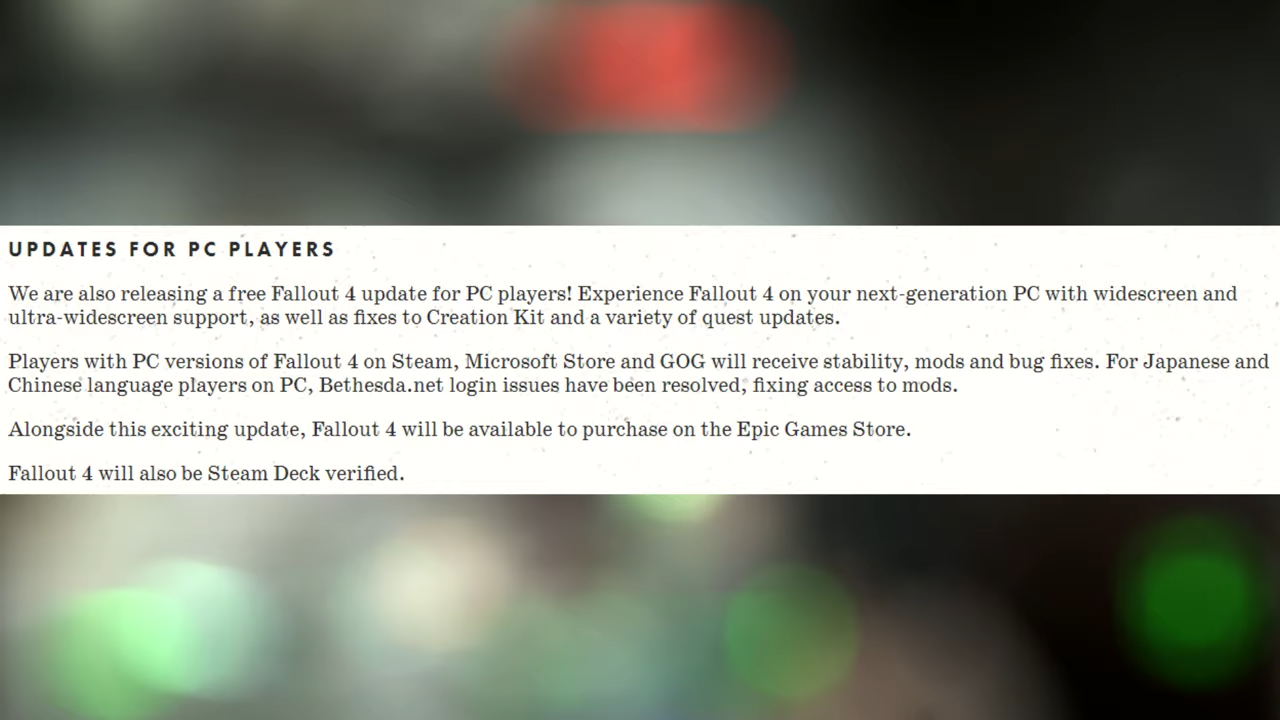 UPDATES FOR PC PLAYERS
We are also releasing a free Fallout 4 update for PC players! Experience Fallout 4 on your next-generation PC with widescreen and
ultra-widescreen support, as well as fixes to Creation Kit and a variety of quest updates.
Players with PC versions of Fallout 4 on Steam, Microsoft Store and GOG will receive stability, mods and bug fixes. For Japanese and
Chinese language players on PC, Bethesda.net login issues have been resolved, fixing access to mods.
Alongside this exciting update, Fallout 4 will be available to purchase on the Epic Games Store.
Fallout 4 will also be Steam Deck verified.